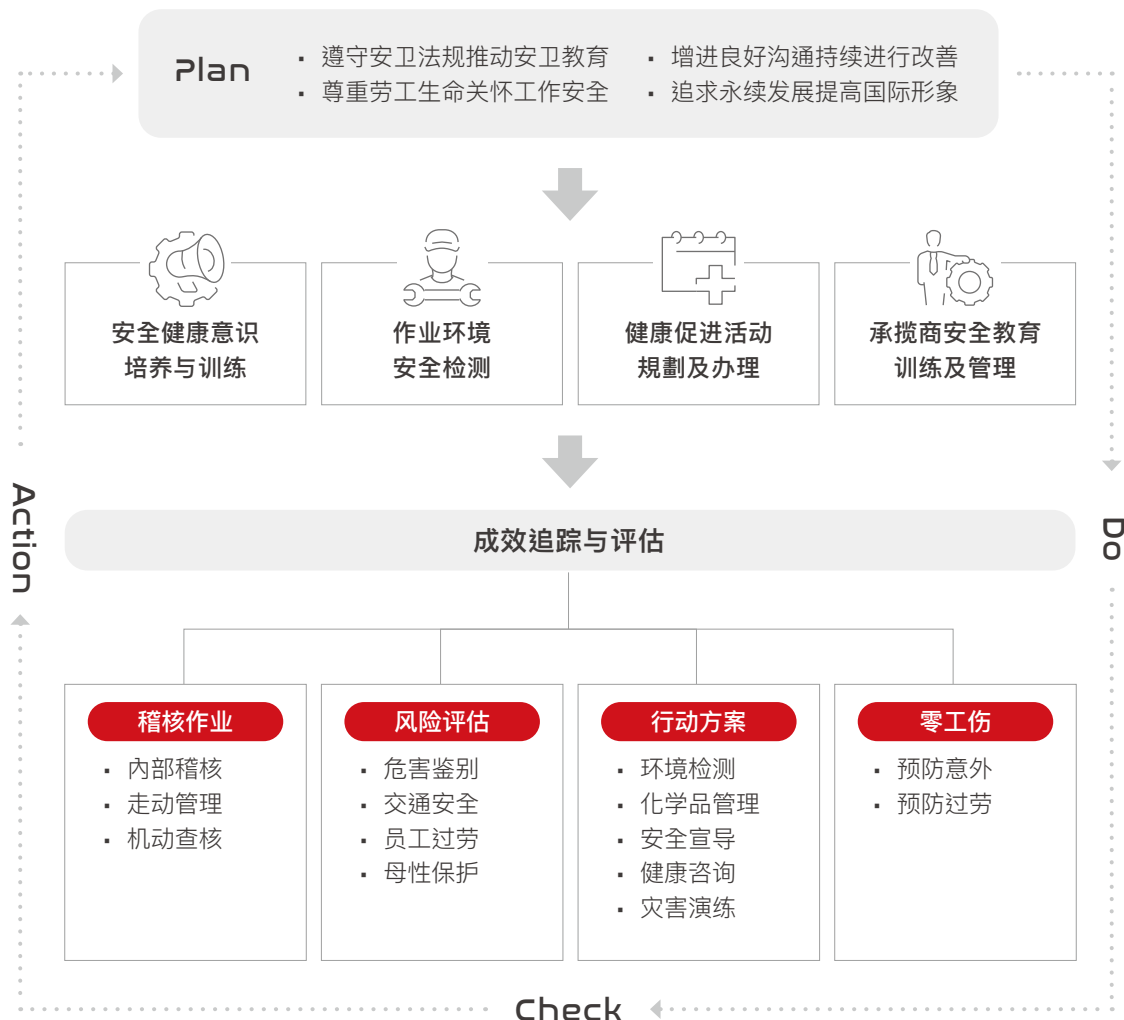 Plan
▪ 遵守安卫法规推动安卫教育
▪ 尊重劳工生命关怀工作安全
▪ 增进良好沟通持续进行改善
▪ 追求永续发展提高国际形象
安全健康意识
培养与训练
作业环境
安全检测
健康促进活动
規劃及办理
承揽商安全教育
训练及管理
Action
Do
成效追踪与评估
稽核作业
▪ 內部稽核
▪ 走动管理
▪ 机动查核
风险评估
▪ 危害鉴别
▪ 交通安全
▪ 员工过劳
▪ 母性保护
行动方案
▪ 环境检测
▪ 化学品管理
▪ 安全宣导
▪ 健康咨询
▪ 灾害演练
零工伤
▪ 预防意外
▪ 预防过劳
Check